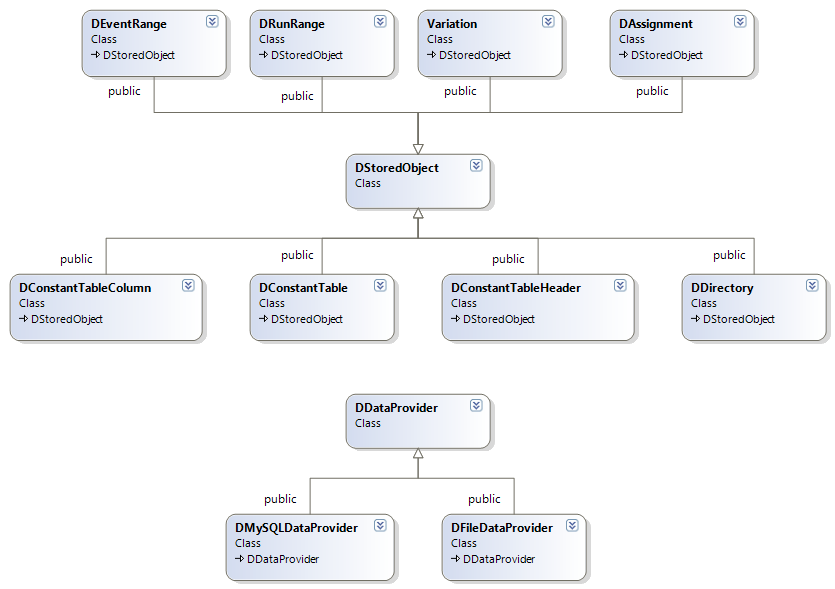 DEventRange
Class
DStoredObject
DRunRange
Class
DStoredObject
Variation
Class
DStoredObject
DAssignment
Class
DStoredObject
public
public
public
public
DStoredObject
Class
public
public
public
public
DConstantTableColumn
Class
DStoredObject
DConstantTable
Class
DStoredObject
DConstantTableHeader
Class
DStoredObject
DDirectory
Class
DStoredObject
DDataProvider
Class
public
public
DMySQLDataProvider
Class
DDataProvider
DFileDataProvider
Class
DDataProvider